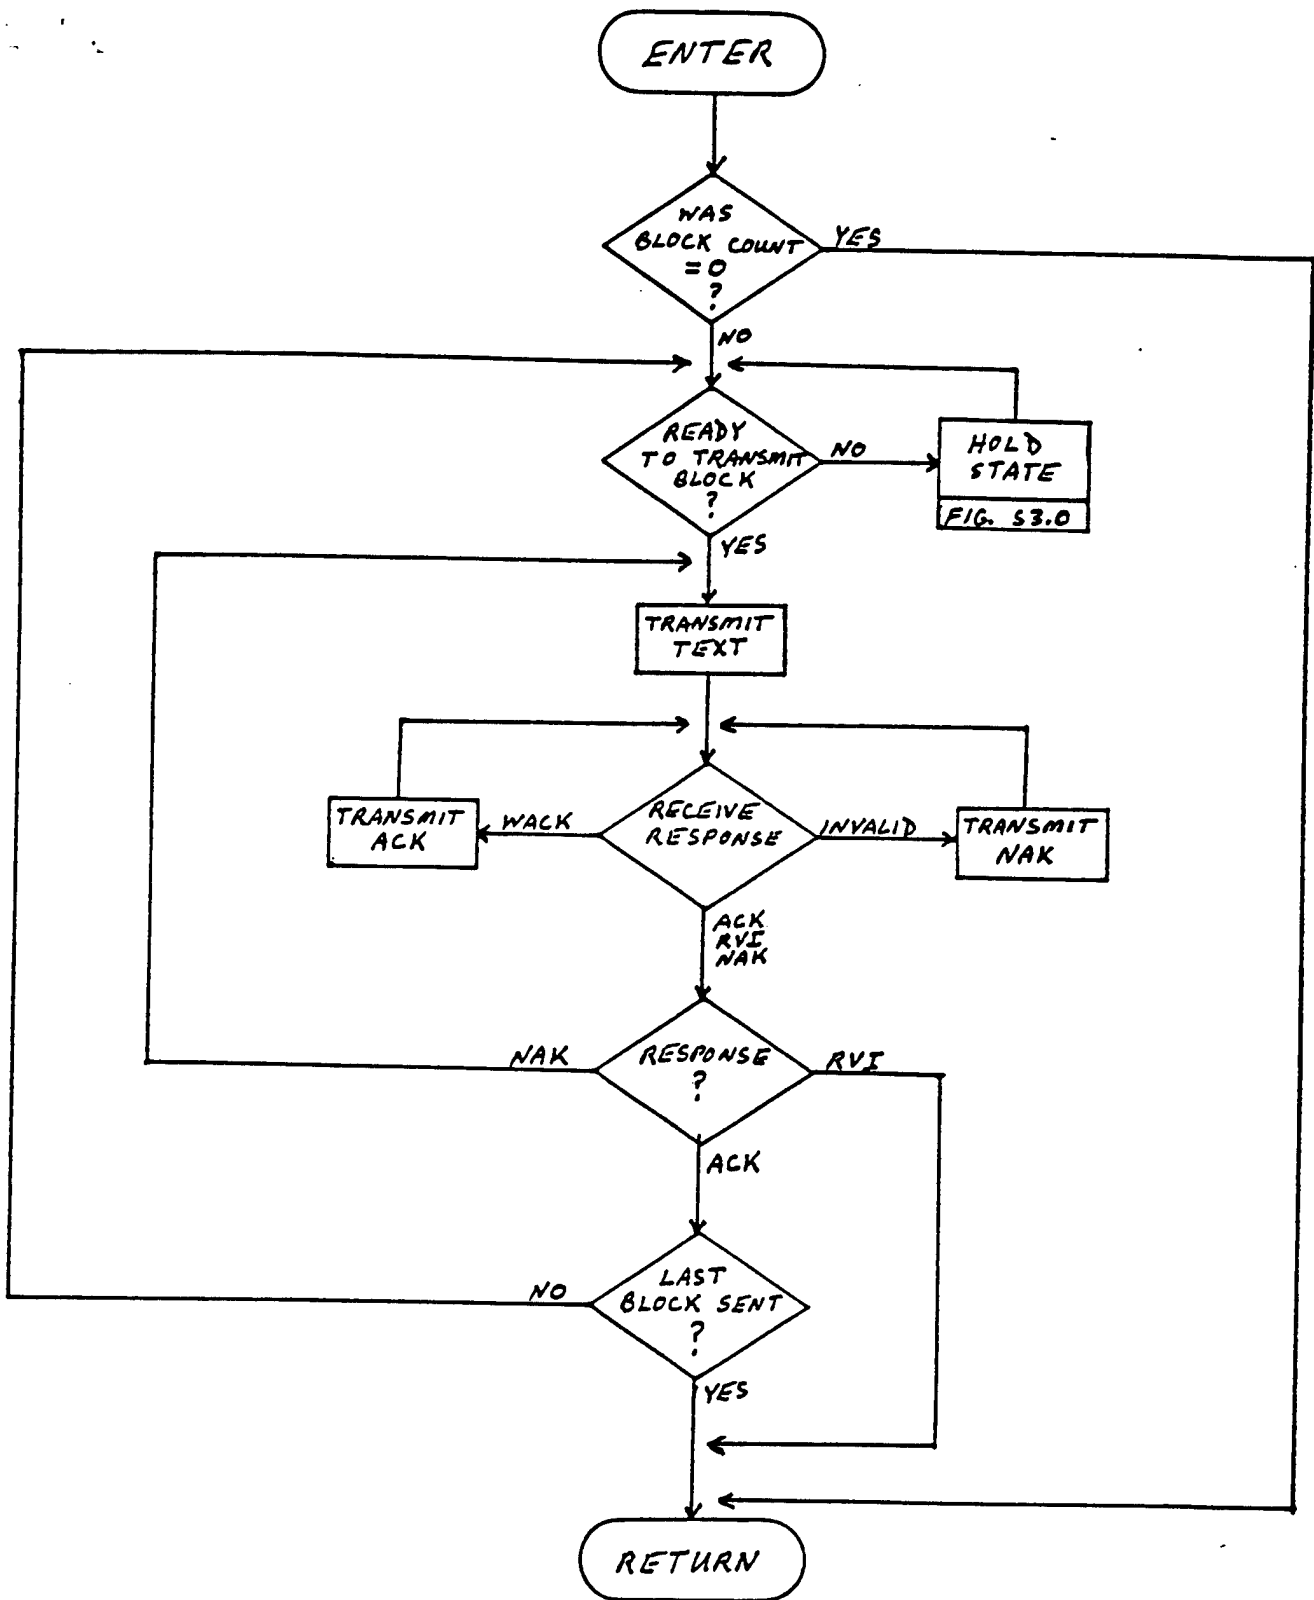 ENTER
WAS
BLOCK COUNT
= 0
?
YES
NO
READY
TO TRANSMIT
BLOCK
?
NO
HOLD
STATE
FIG. S3.0
YES
TRANSMIT
TEXT
TRANSMIT
ACK
WACK
RECEIVE
RESPONSE
INVALID
TRANSMIT
NAK
ACK
RVI
NAK
NAK
RESPONSE
?
RVI
ACK
NO
LAST
BLOCK SENT
?
YES
RETURN